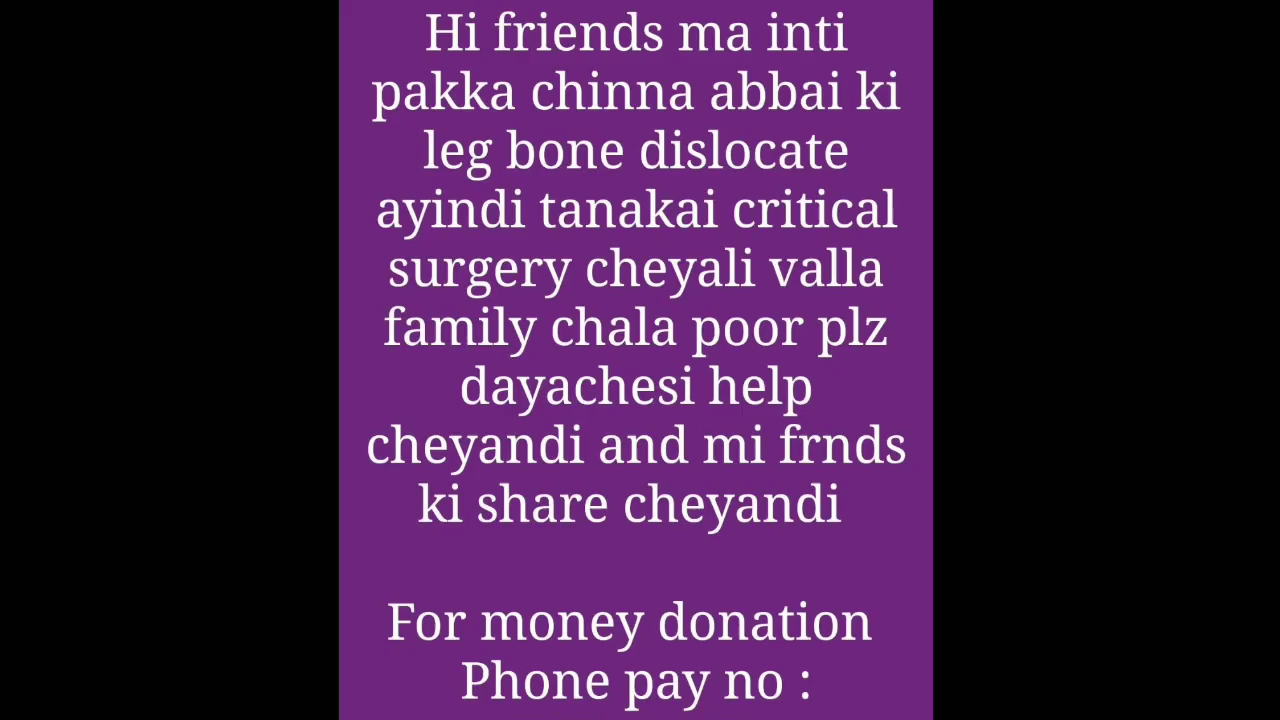 Hi friends ma inti
pakka chinna abbai ki
leg bone dislocate
ayindi tanakai critical
surgery cheyali valla
family chala poor plz
dayachesi help
cheyandi and mi frnds
ki share cheyandi
For money donation
Phone pay no :